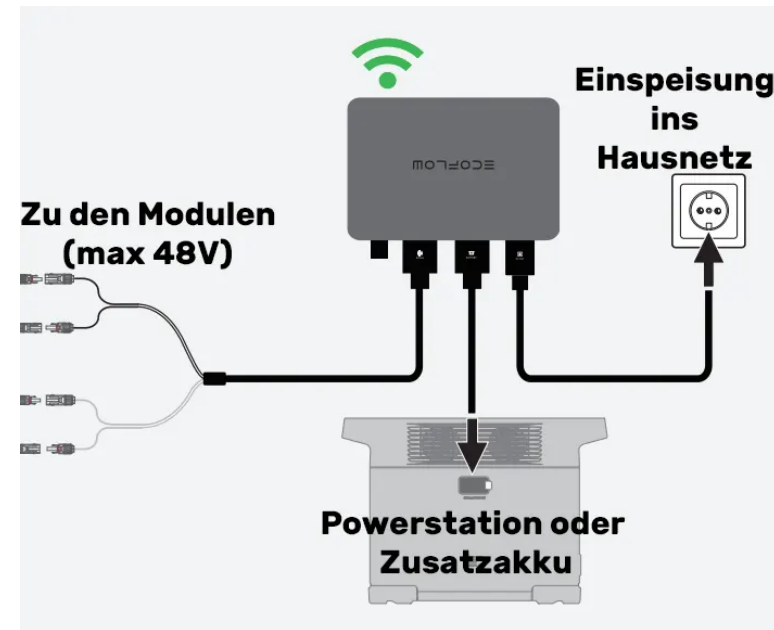 Einspeisung
ins
Hausnetz
ECOFLOW
Zu den Modulen
(max 48V)
Powerstation oder
Zusatzakku